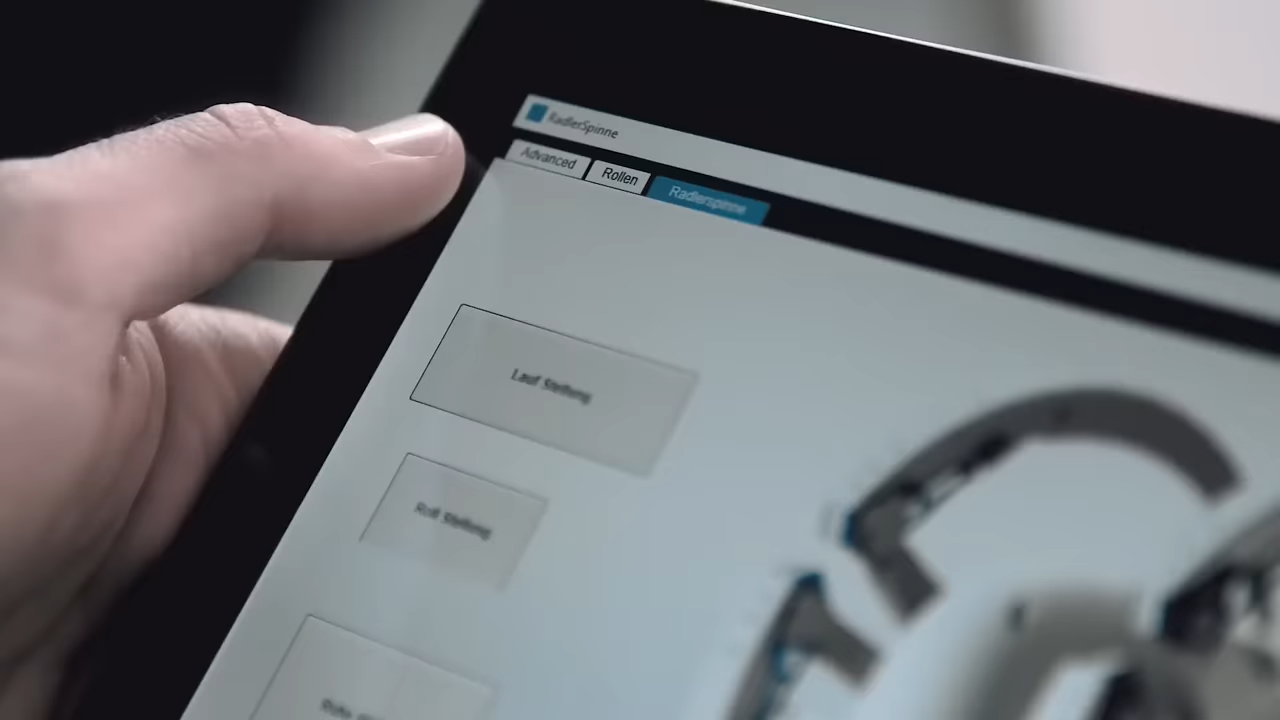 RadlerSpinne
Advanced
Rollen
Radlerspinne
Lauf Stellung
Roll Stellung